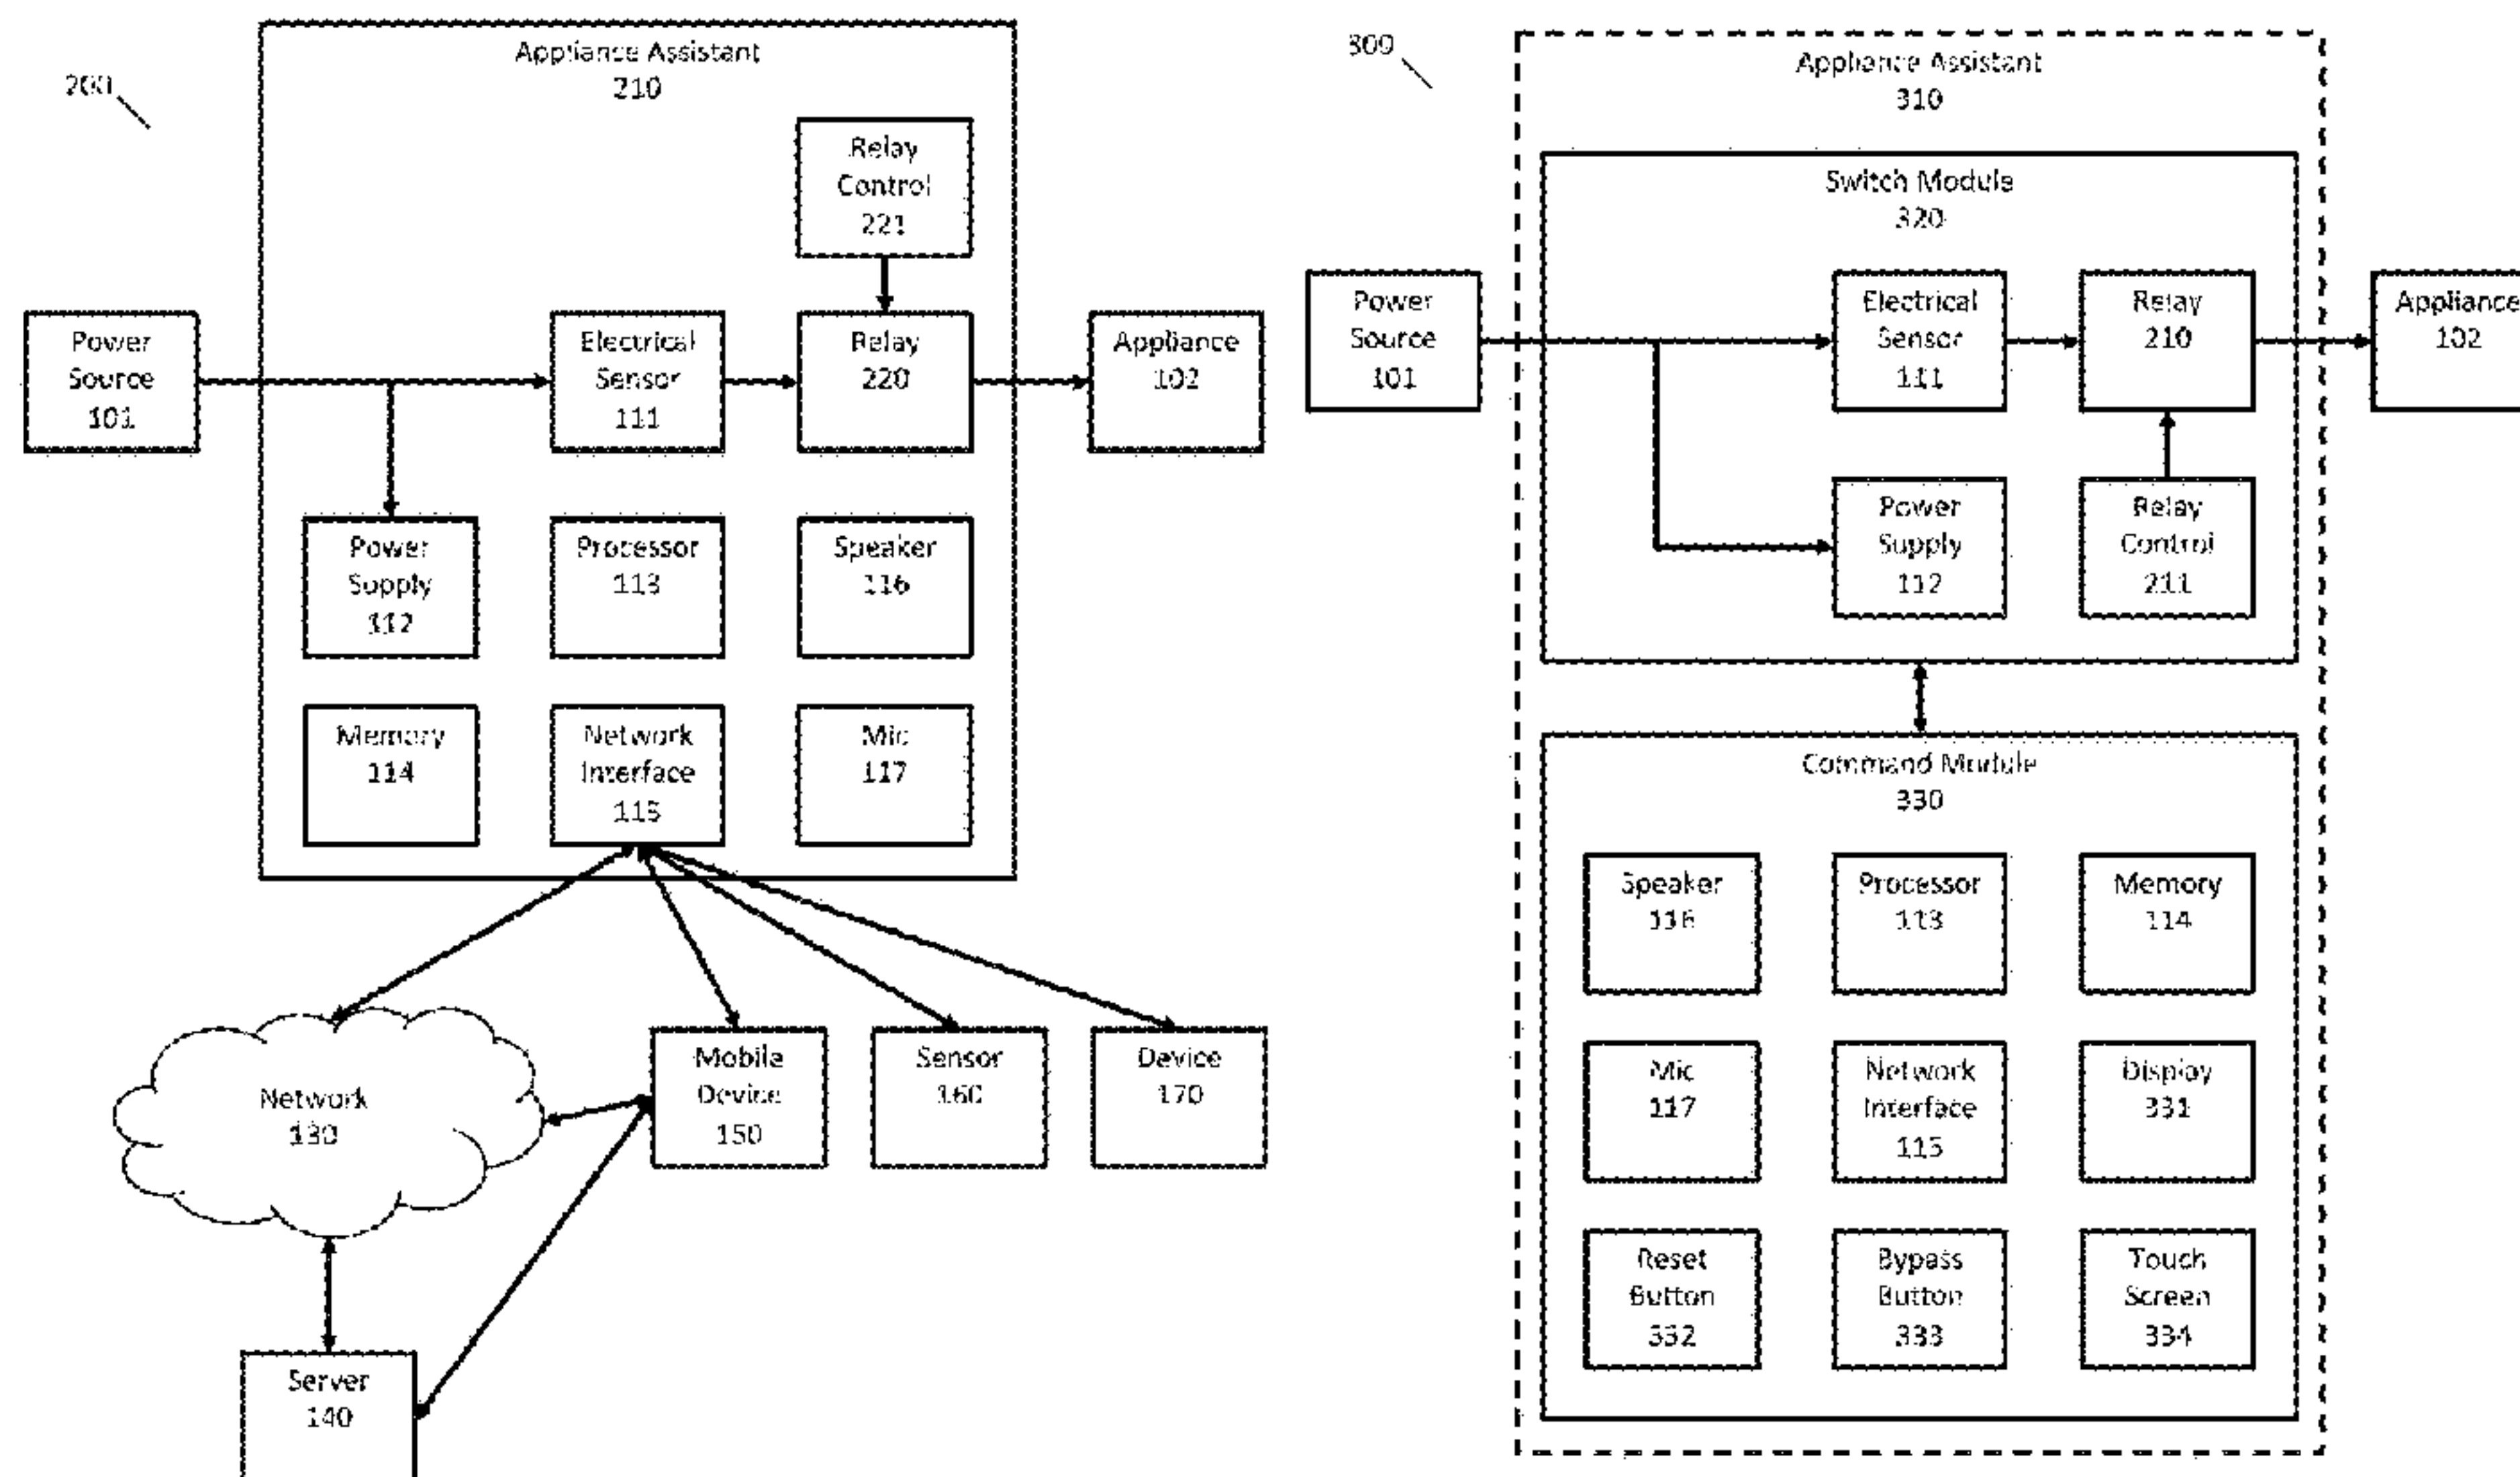 200
Appliance Assistant
210
Relay
Control
221
Power
Source
101
Electrical
Sensor
111
Relay
220
Appliance
102
Power
Supply
112
Processor
113
Speaker
116
Memory
114
Network
Interface
115
Mic
117
Network
130
Mobile
Device
150
Sensor
160
Device
170
Server
140
300
Appliance Assistant
310
Switch Module
320
Power
Source
101
Electrical
Sensor
111
Relay
210
Appliance
102
Power
Supply
112
Relay
Control
211
Command Module
330
Speaker
116
Processor
113
Memory
114
Mic
117
Network
Interface
115
Display
331
Reset
Button
332
Bypass
Button
333
Touch
Screen
334